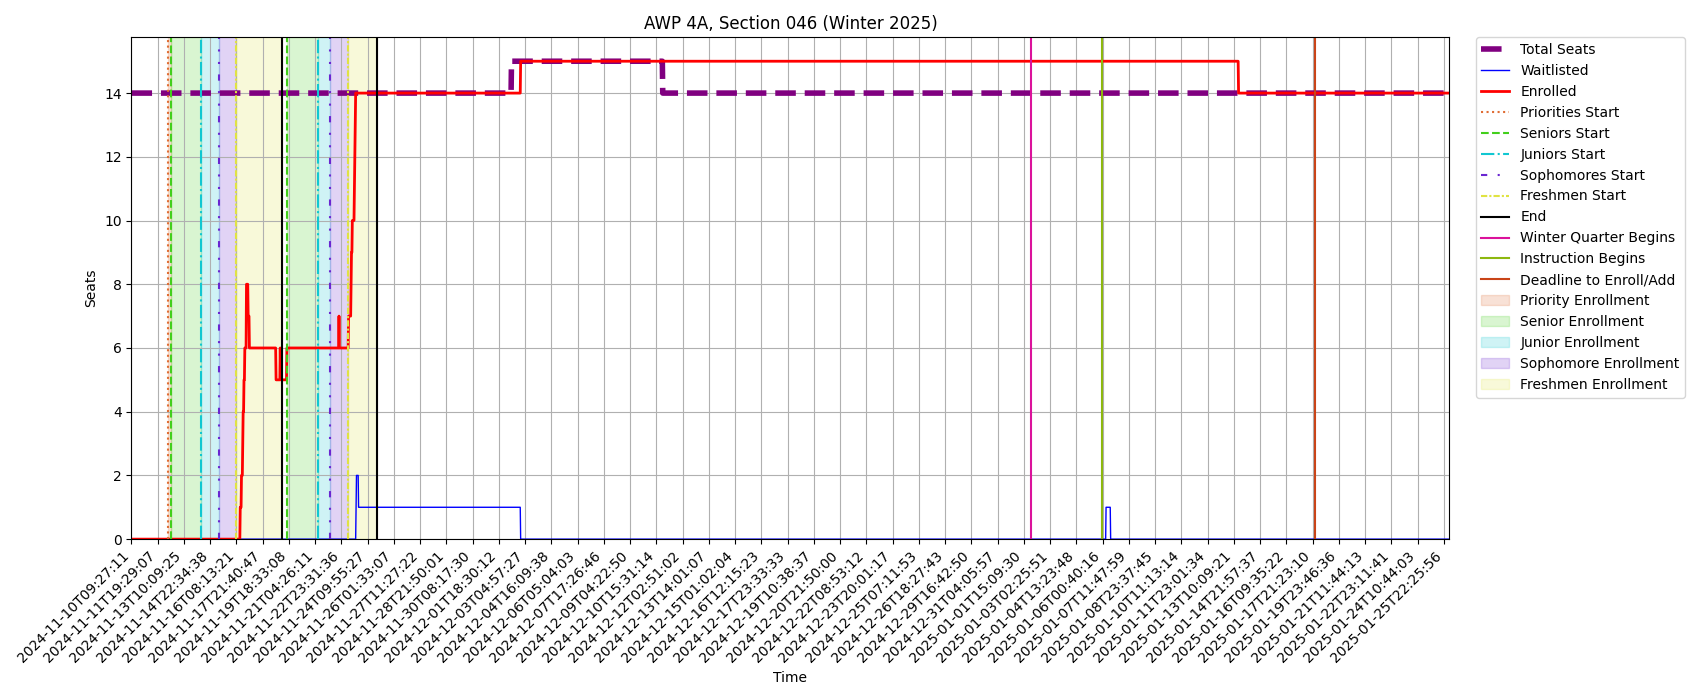 AWP 4A, Section 046 (Winter 2025)
Seats
14
12
10
8
6
4
2
0
2024-11-10T09:27:11
2024-11-11T19:29:07
2024-11-13T10:09:25
2024-11-14T22:34:38
2024-11-16T08:13:21
2024-11-17T21:40:47
2024-11-19T18:33:08
2024-11-21T04:26:11
2024-11-22T23:31:36
2024-11-24T09:55:27
2024-11-26T01:33:07
2024-11-27T11:27:22
2024-11-28T21:50:01
2024-11-30T08:17:30
2024-12-01T18:30:12
2024-12-03T04:57:27
2024-12-04T16:09:38
2024-12-06T05:04:03
2024-12-07T17:26:46
2024-12-09T04:22:50
2024-12-10T15:31:14
2024-12-12T02:51:02
2024-12-13T14:01:07
2024-12-15T01:02:04
2024-12-16T12:15:23
2024-12-17T23:33:33
2024-12-19T10:38:37
2024-12-20T21:50:00
2024-12-22T08:53:12
2024-12-23T20:01:17
2024-12-25T07:11:53
2024-12-26T18:27:43
2024-12-29T16:42:50
2024-12-31T04:05:57
2025-01-01T15:09:30
2025-01-03T02:25:51
2025-01-04T13:23:48
2025-01-06T00:40:16
2025-01-07T11:47:59
2025-01-08T23:37:45
2025-01-10T11:13:14
2025-01-11T23:01:34
2025-01-13T10:09:21
2025-01-14T21:57:37
2025-01-16T09:35:22
2025-01-17T21:23:10
2025-01-19T23:46:36
2025-01-21T11:44:13
2025-01-22T23:11:41
2025-01-24T10:44:03
2025-01-25T22:25:56
Time
Total Seats
Waitlisted
Enrolled
Priorities Start
Seniors Start
Juniors Start
Sophomores Start
Freshmen Start
End
Winter Quarter Begins
Instruction Begins
Deadline to Enroll/Add
Priority Enrollment
Senior Enrollment
Junior Enrollment
Sophomore Enrollment
Freshmen Enrollment